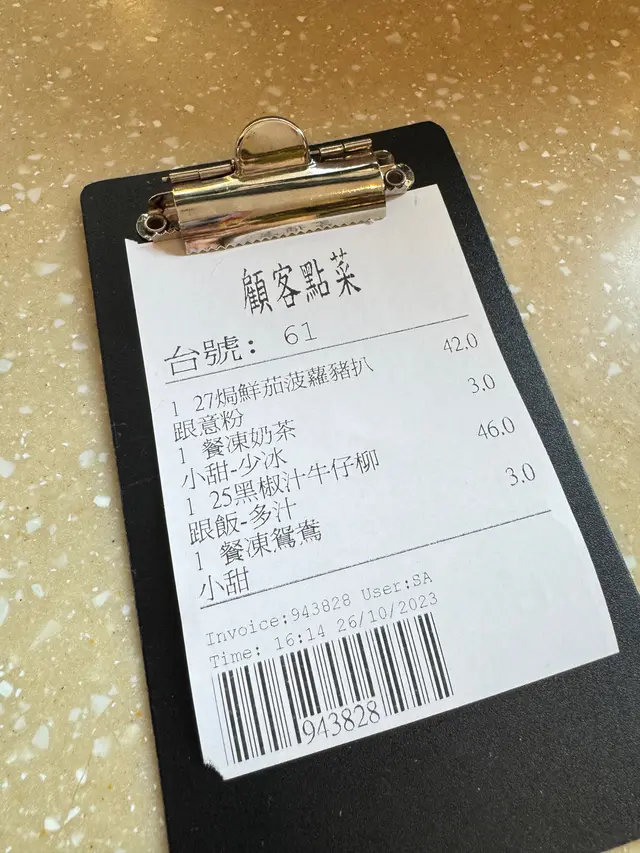 顧客點菜
台號: 61
1 27焗鮮茄菠蘿豬扒 42.0
跟意粉
1 餐凍奶茶 3.0
小甜-少冰
1 25黑椒汁牛仔柳 46.0
跟飯-多汁
1 餐凍鴛鴦 3.0
小甜
Invoice:943828 User:SA
Time: 16:14 26/10/2023
943828